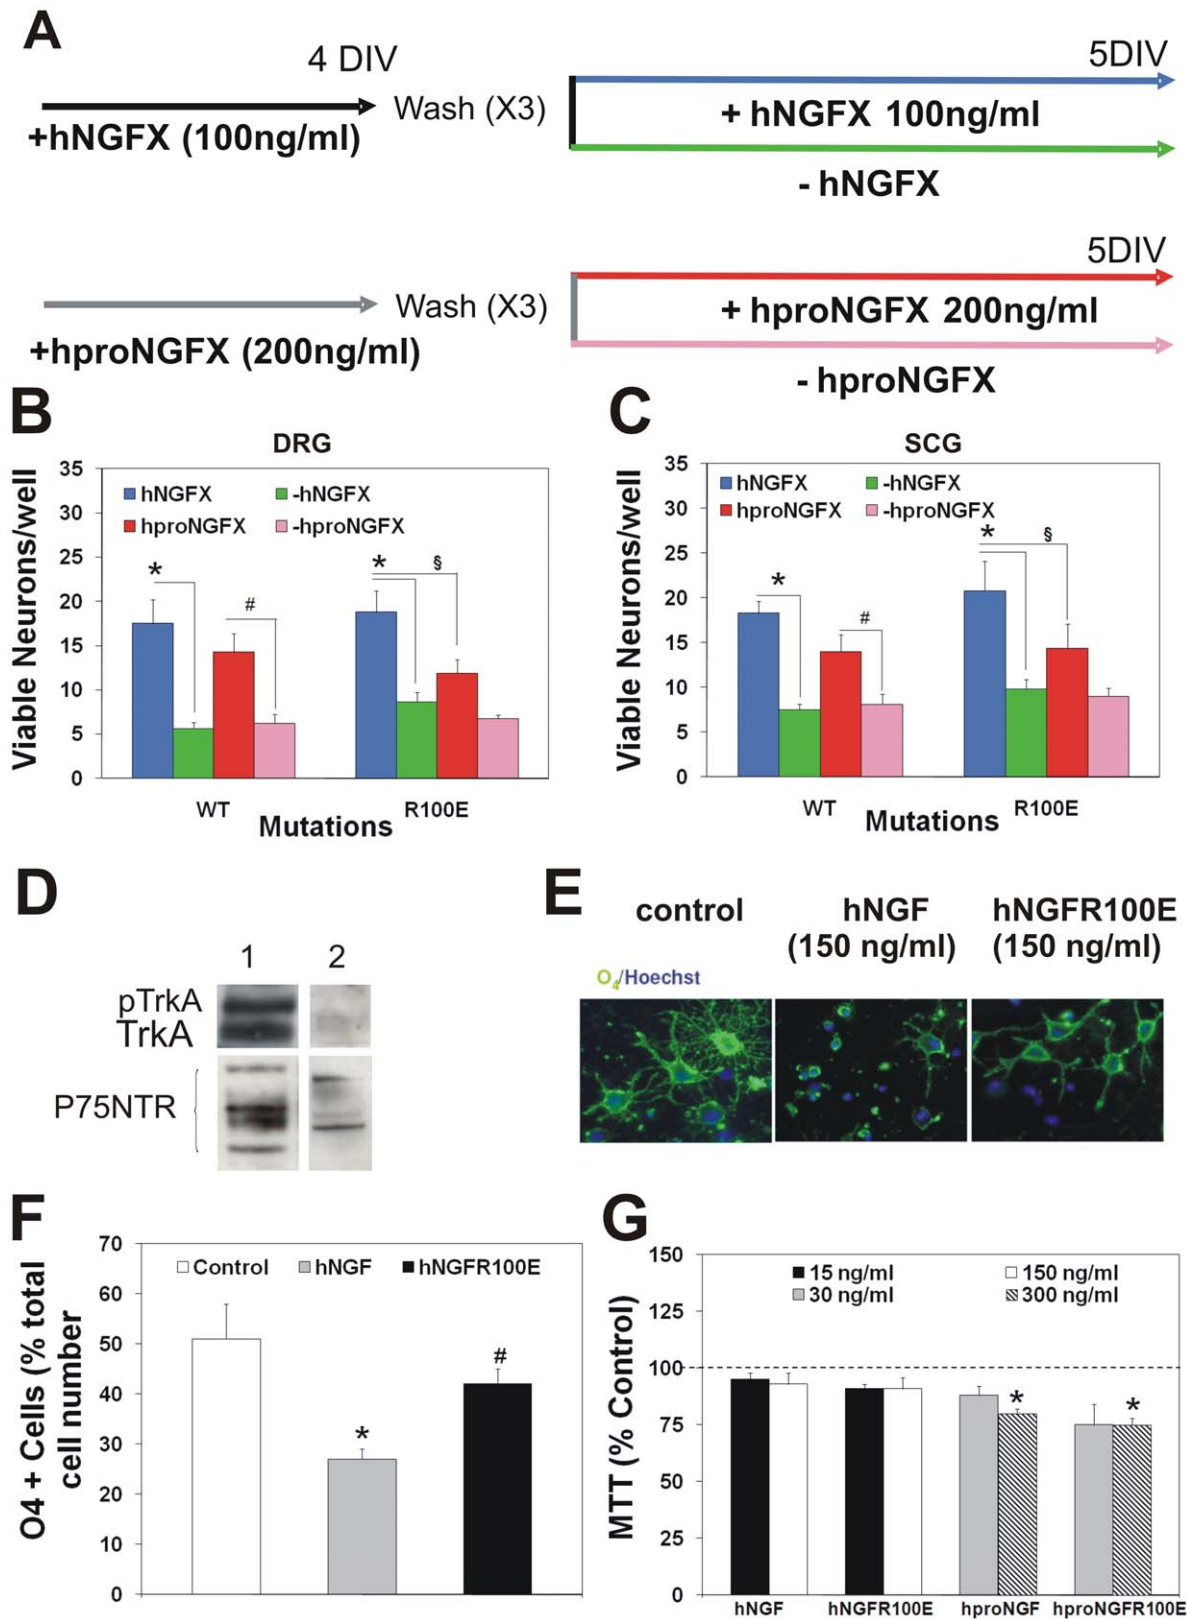 A
4 DIV
5DIV
+hNGFX (100ng/ml)
Wash (X3)
+ hNGFX 100ng/ml
- hNGFX
5DIV
+hproNGFX (200ng/ml)
Wash (X3)
+ hproNGFX 200ng/ml
- hproNGFX
B
DRG
Viable Neurons/well
35
30
25
20
15
10
5
0
hNGFX
-hNGFX
hproNGFX
-hproNGFX
*
#
*
§
WT
R100E
Mutations
C
SCG
Viable Neurons/well
35
30
25
20
15
10
5
0
hNGFX
-hNGFX
hproNGFX
-hproNGFX
*
#
*
§
WT
R100E
Mutations
D
1 2
pTrkA
TrkA
P75NTR
E
control
hNGF
(150 ng/ml)
hNGFR100E
(150 ng/ml)
O4/Hoechst
F
O4 + Cells (% total
cell number
70
60
50
40
30
20
10
0
Control
hNGF
hNGFR100E
*
#
G
MTT (% Control)
150
125
100
75
50
25
0
15 ng/ml
150 ng/ml
30 ng/ml
300 ng/ml
*
*
hNGF
hNGFR100E
hproNGF
hproNGFR100E